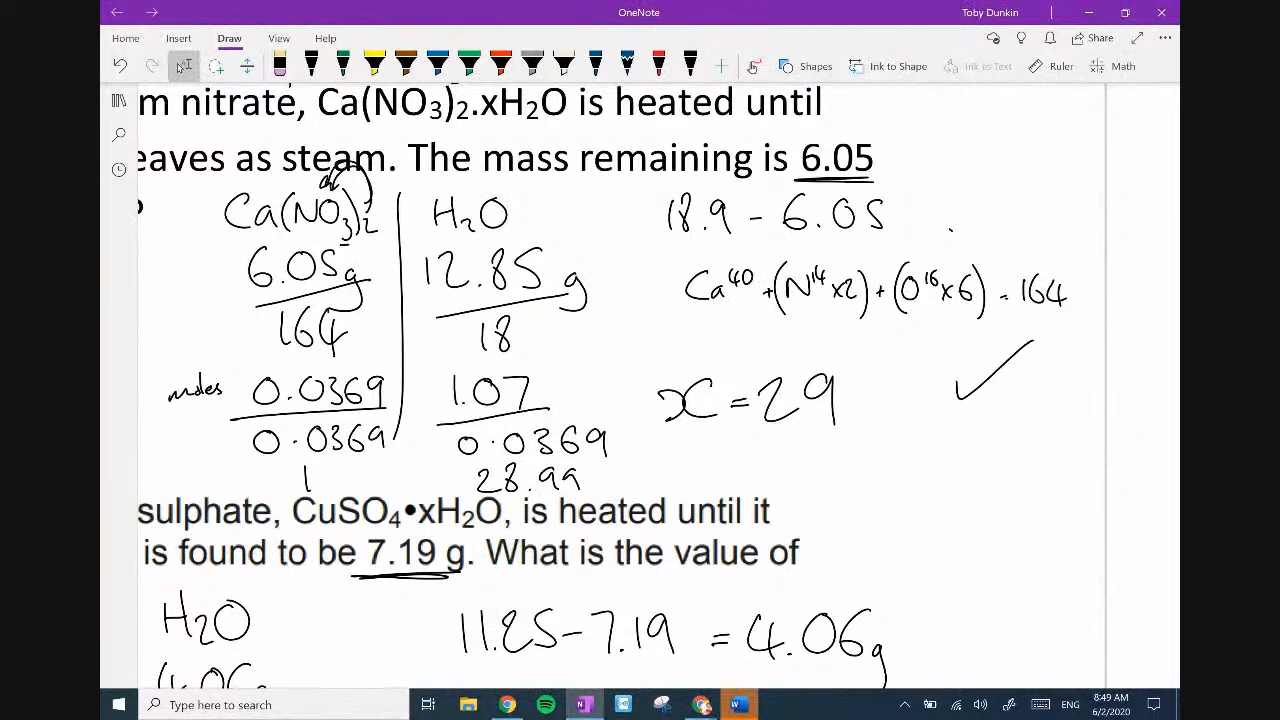 OneNote
Toby Dunkin
Home Insert Draw View Help
Share
Shapes Ink to Shape Ink to Text Ruler Math
m nitrate, Ca(NO₃)₂.xH₂O is heated until
eaves as steam. The mass remaining is 6.05
Ca(NO₃)₂ H₂O 18.9 - 6.05
6.05g 12.85 g Ca⁴⁰ + (N¹⁴x2) + (O¹⁶x6) = 164
164 18
moles 0.0369 1.07 x = 29 ✓
0.0369 0.0369
1 28.99
sulphate, CuSO₄•xH₂O, is heated until it
is found to be 7.19 g. What is the value of
H₂O 11.25 - 7.19 = 4.06g
4.06g
Type here to search
8:49 AM
6/2/2020